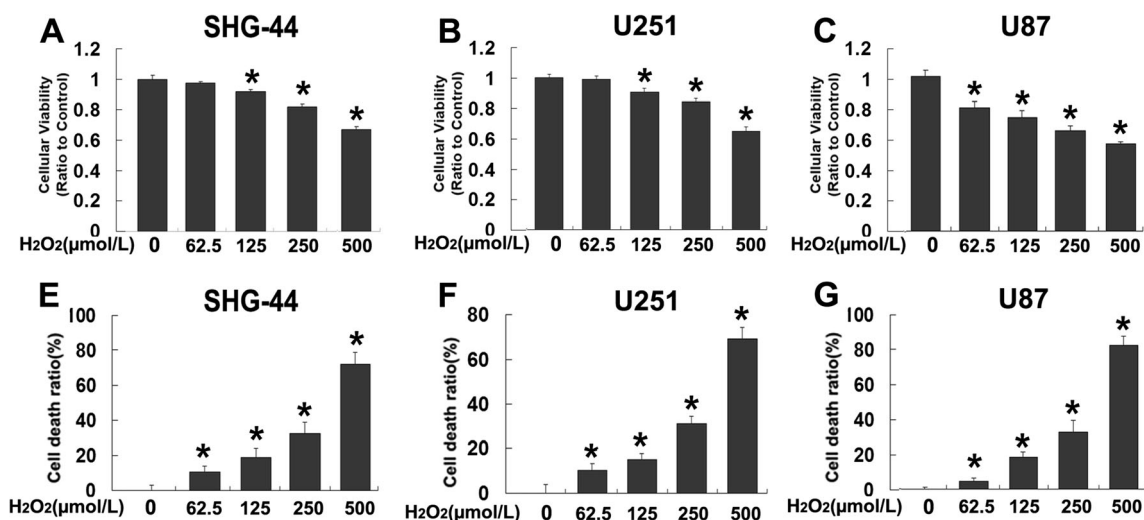 A SHG-44
Cellular Viability
(Ratio to Control)
1.2
1
0.8
0.6
0.4
0.2
0
* * *
H2O2(μmol/L) 0 62.5 125 250 500
B U251
Cellular Viability
(Ratio to Control)
1.2
1
0.8
0.6
0.4
0.2
0
* * *
H2O2(μmol/L) 0 62.5 125 250 500
C U87
Cellular Viability
(Ratio to Control)
1.2
1
0.8
0.6
0.4
0.2
0
* * * *
H2O2(μmol/L) 0 62.5 125 250 500
E SHG-44
Cell death ratio(%)
100
80
60
40
20
0
* * * *
H2O2(μmol/L) 0 62.5 125 250 500
F U251
Cell death ratio(%)
80
60
40
20
0
* * * *
H2O2(μmol/L) 0 62.5 125 250 500
G U87
Cell death ratio(%)
100
80
60
40
20
0
* * * *
H2O2(μmol/L) 0 62.5 125 250 500